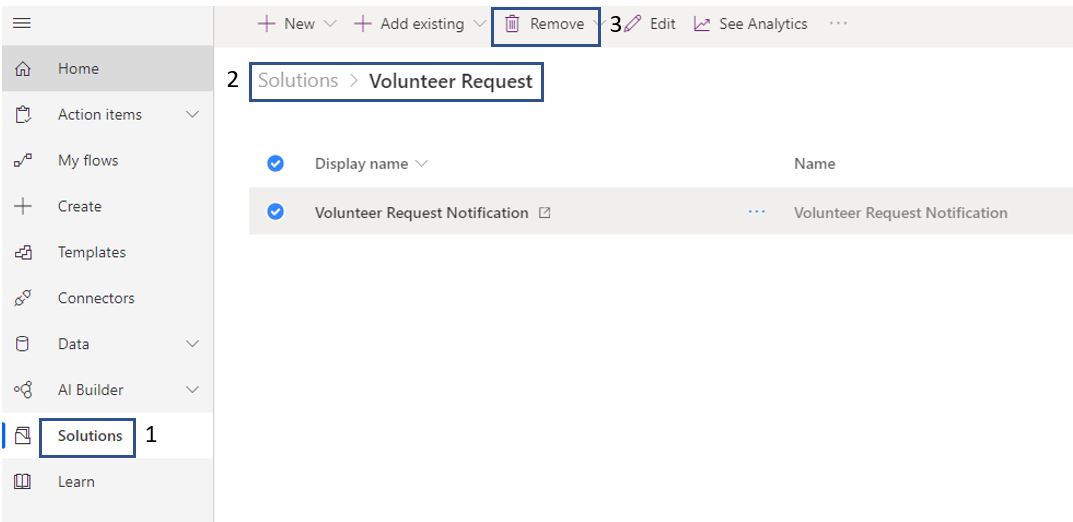 New Add existing Remove 3 Edit See Analytics ...
Home
2 Solutions > Volunteer Request
Action items
My flows
Display name Name
Create
Volunteer Request Notification ... Volunteer Request Notification
Templates
Connectors
Data
AI Builder
Solutions 1
Learn